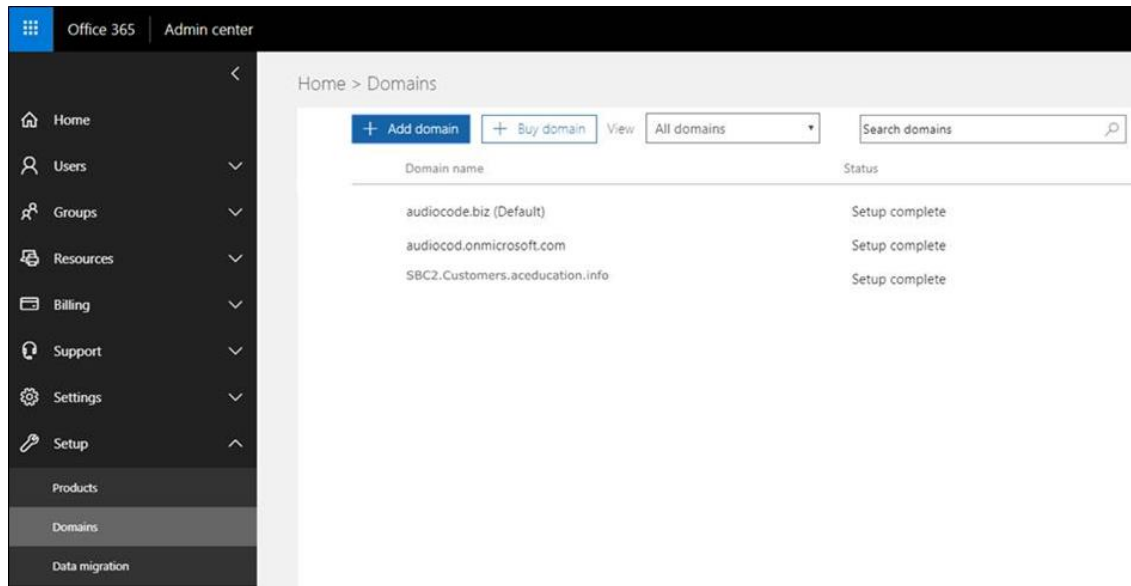 Office 365 Admin center
Home > Domains
Home
Users
Groups
Resources
Billing
Support
Settings
Setup
Products
Domains
Data migration
+ Add domain + Buy domain View All domains Search domains
Domain name Status
audiocode.biz (Default) Setup complete
audiocod.onmicrosoft.com Setup complete
SBC2.Customers.aceducation.info Setup complete